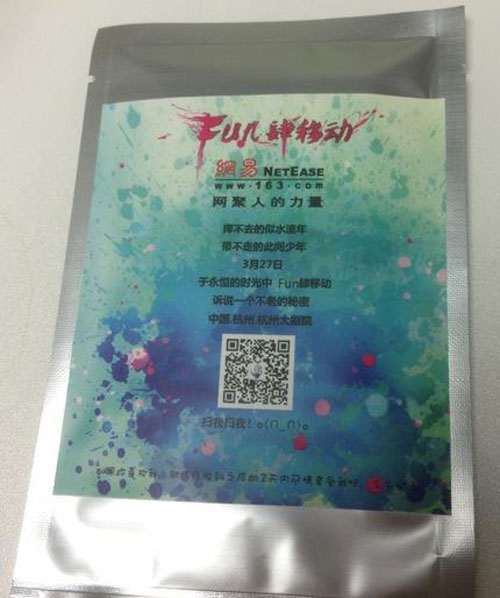 Fun肆移动
網易 NETEASE
www.163.com
网聚人的力量
挥不去的似水流年
带不走的此间少年
3月27日
于永恒的时光中 Fun肆移动
诉说一个不老的秘密
中国.杭州.杭州大剧院
扫我扫我!o(∩_∩)o